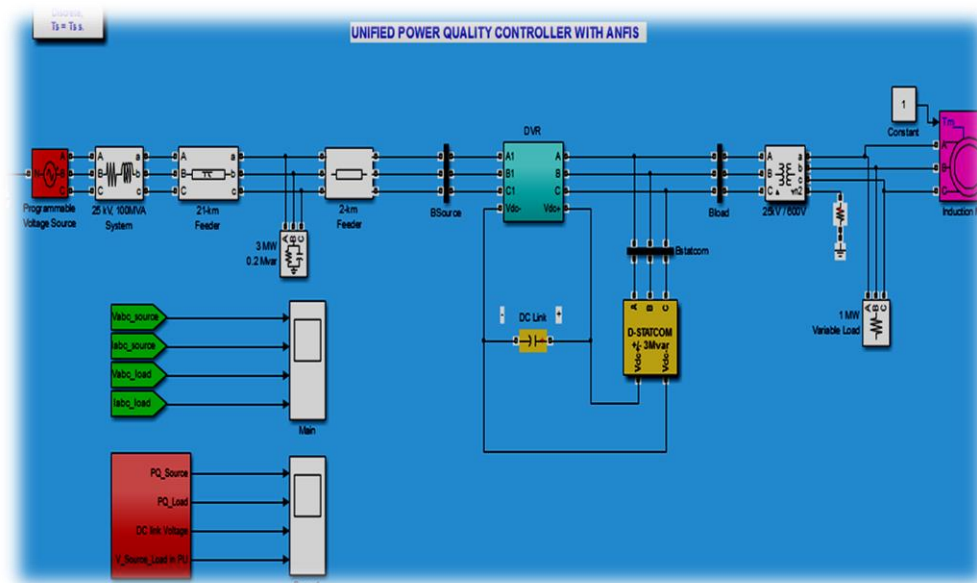 Discrete,
Ts = Ts s.
UNIFIED POWER QUALITY CONTROLLER WITH ANFIS
1
Constant
DVR
N
A
B
C
Programmable
Voltage Source
A
B
C
a
b
c
25 kV, 100MVA
System
A
B
C
a
b
c
21-km
Feeder
2-km
Feeder
BSource
A1
B1
C1
Vdc-
A
B
C
Vdc+
Bload
A
B
C
a
b
c
n2
25kV / 600V
Tm
A
B
C
Induction
A
B
C
3 MW
0.2 Mvar
Bstatcom
A
B
C
D-STATCOM
+/- 3Mvar
Vdc+
Vdc-
-
DC Link
+
A
B
C
1 MW
Variable Load
Vabc_source
Iabc_source
Vabc_load
Iabc_load
Main
PQ_Source
PQ_Load
DC link Voltage
V_Source_Load in PU